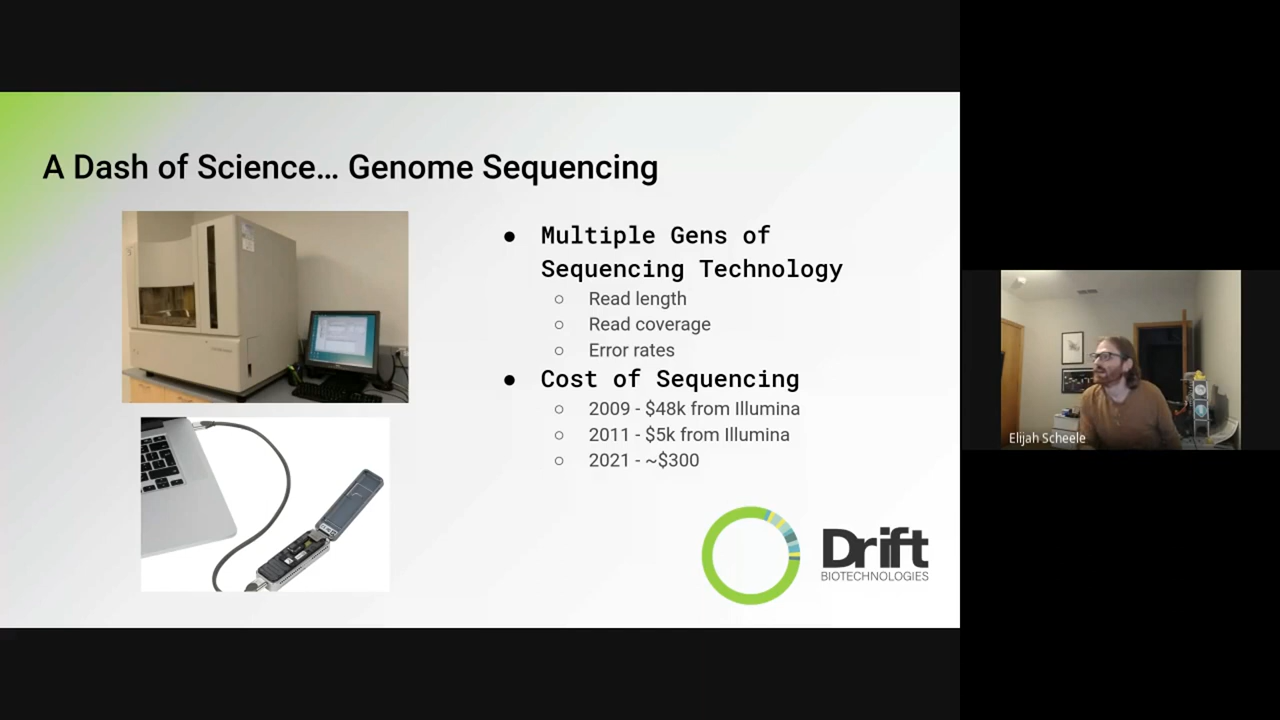 A Dash of Science... Genome Sequencing
● Multiple Gens of
Sequencing Technology
○ Read length
○ Read coverage
○ Error rates
● Cost of Sequencing
○ 2009 - $48k from Illumina
○ 2011 - $5k from Illumina
○ 2021 - ~$300
Drift
BIOTECHNOLOGIES
Elijah Scheele